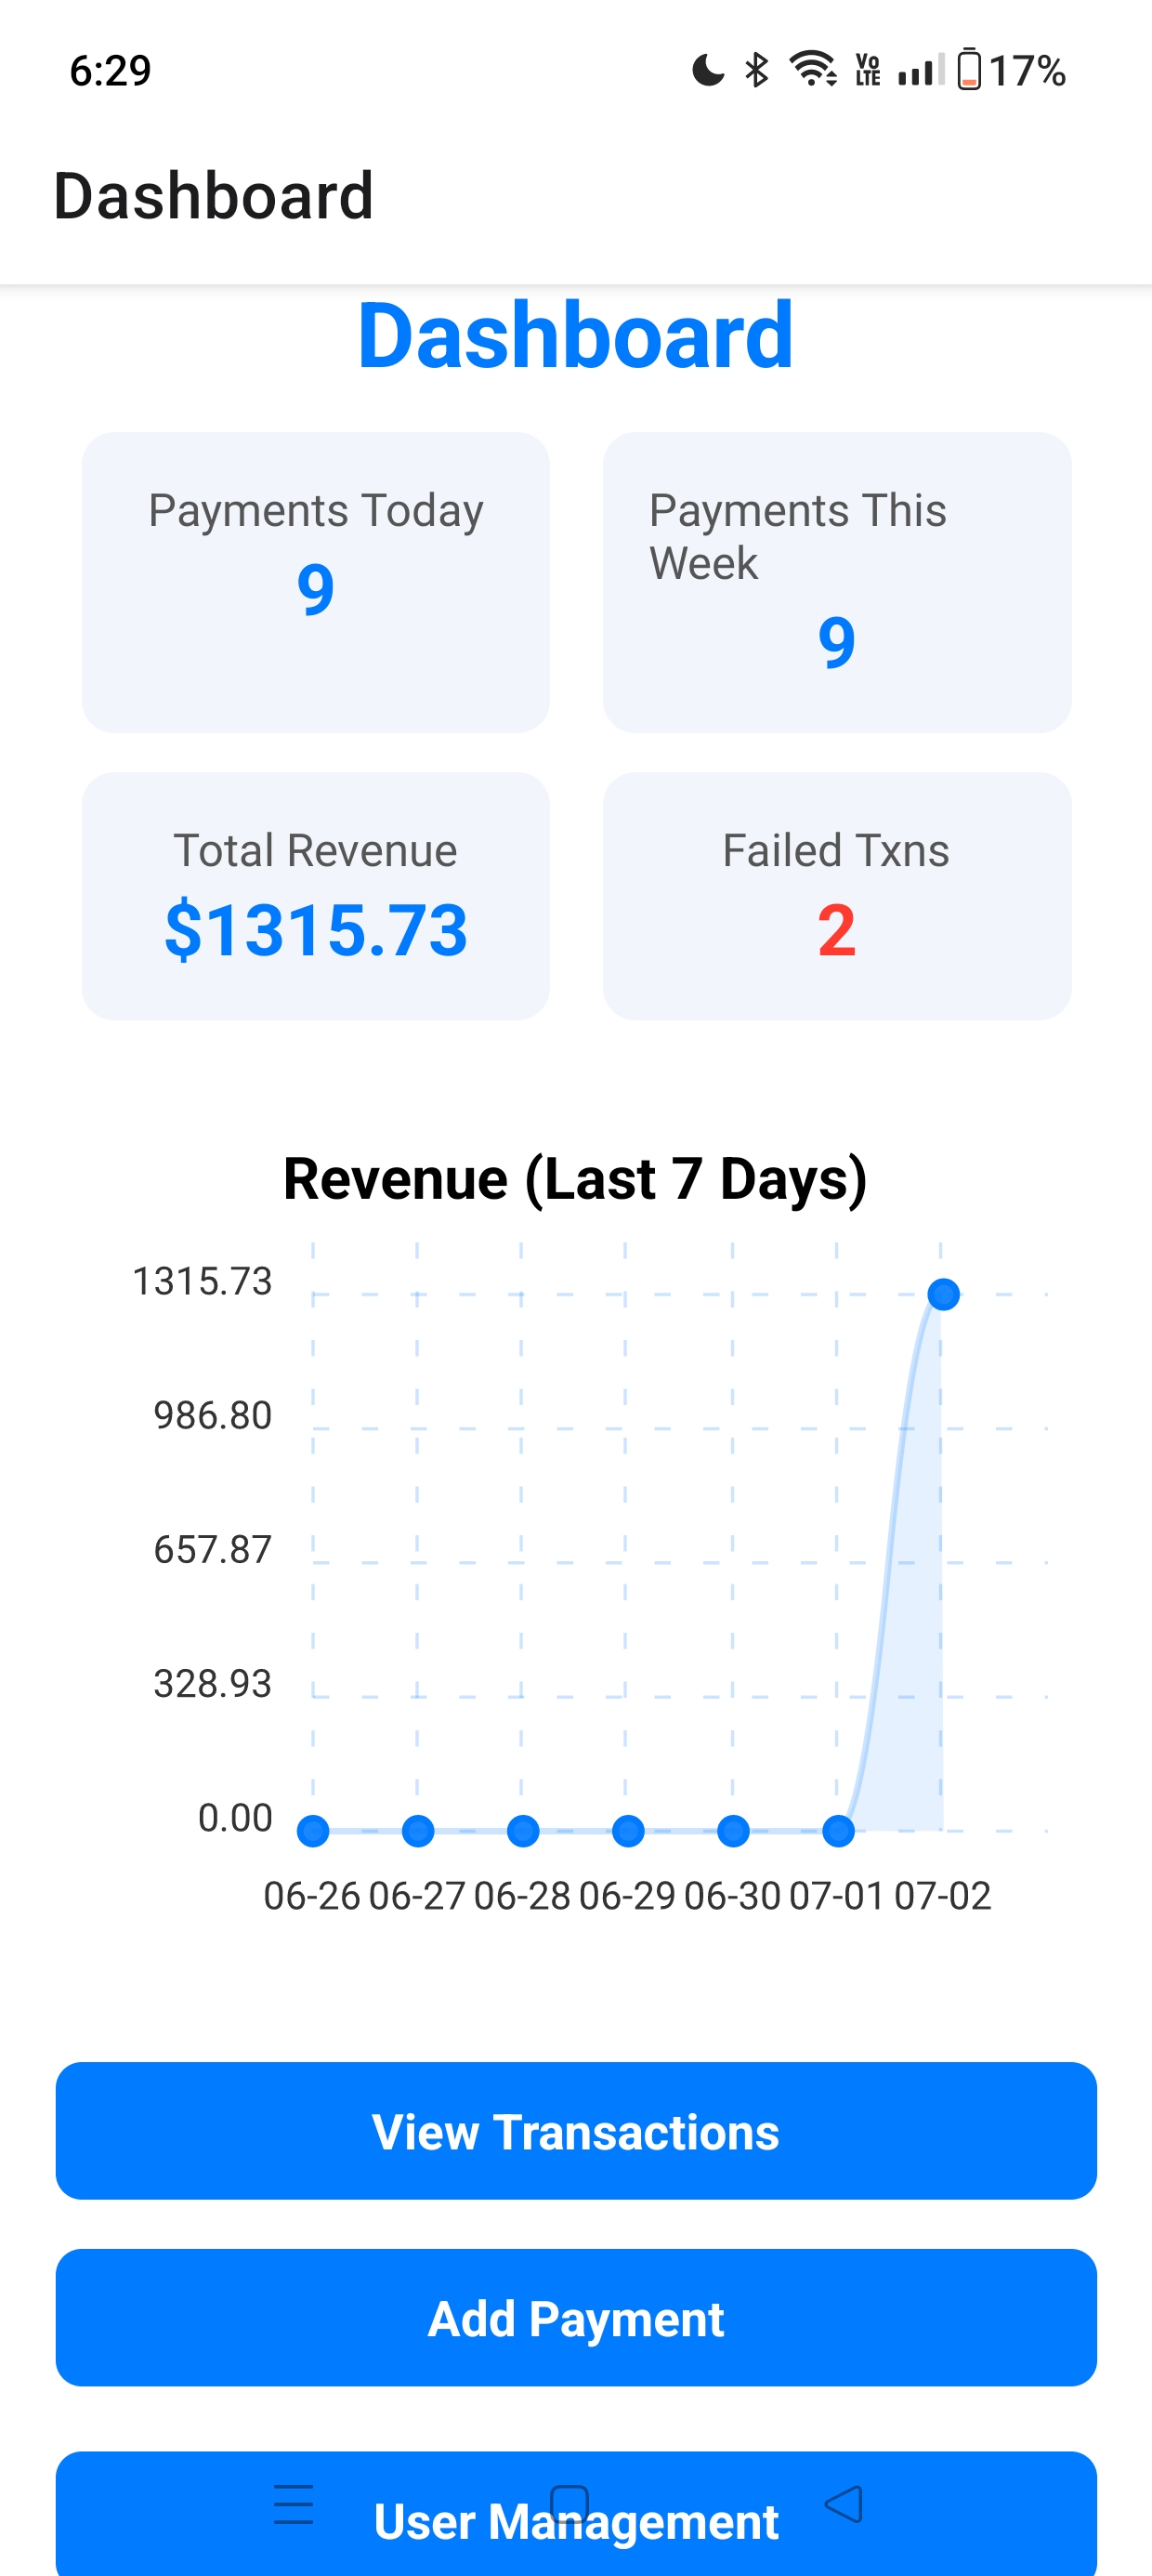 6:29
Vo LTE 17%
Dashboard
Dashboard
Payments Today
9
Payments This
Week
9
Total Revenue
$1315.73
Failed Txns
2
Revenue (Last 7 Days)
1315.73
986.80
657.87
328.93
0.00
06-26 06-27 06-28 06-29 06-30 07-01 07-02
View Transactions
Add Payment
User Management